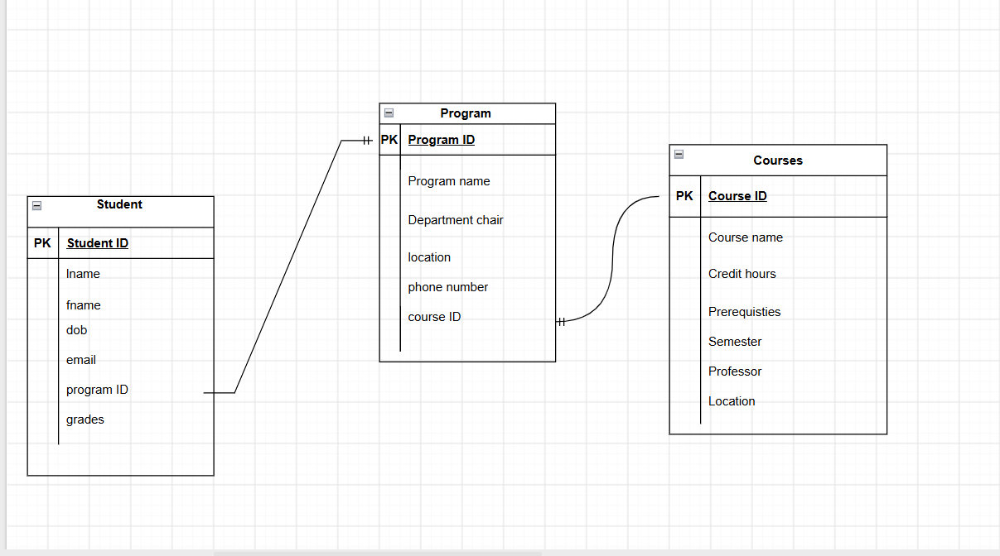 Student
PK Student ID
lname
fname
dob
email
program ID
grades
Program
PK Program ID
Program name
Department chair
location
phone number
course ID
Courses
PK Course ID
Course name
Credit hours
Prerequisties
Semester
Professor
Location